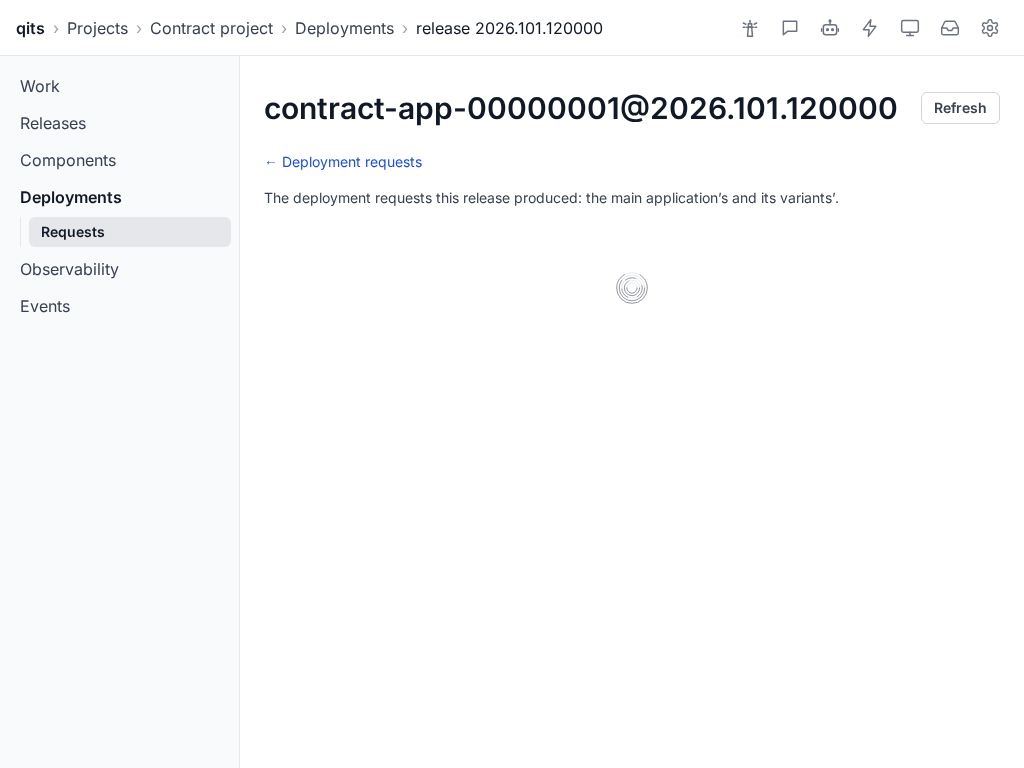 qits › Projects › Contract project › Deployments › release 2026.101.120000
Work
Releases
Components
Deployments
Requests
Observability
Events
contract-app-00000001@2026.101.120000
Refresh
← Deployment requests
The deployment requests this release produced: the main application’s and its variants’.